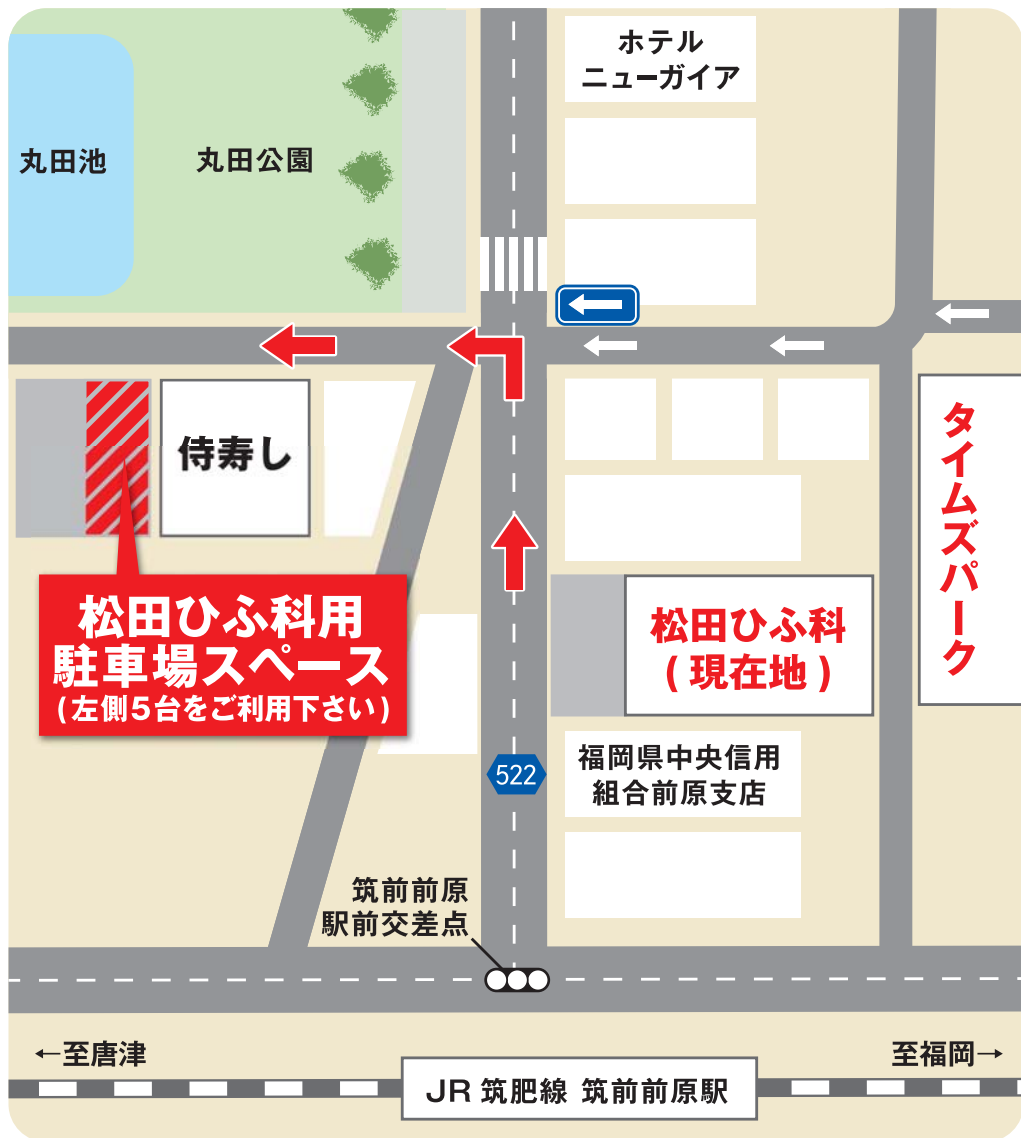 ホテル
ニューガイア
丸田池
丸田公園
侍寿し
タイムズパーク
松田ひふ科用
駐車場スペース
(左側5台をご利用下さい)
松田ひふ科
(現在地)
522
福岡県中央信用
組合前原支店
筑前前原
駅前交差点
←至唐津
至福岡→
JR 筑肥線 筑前前原駅